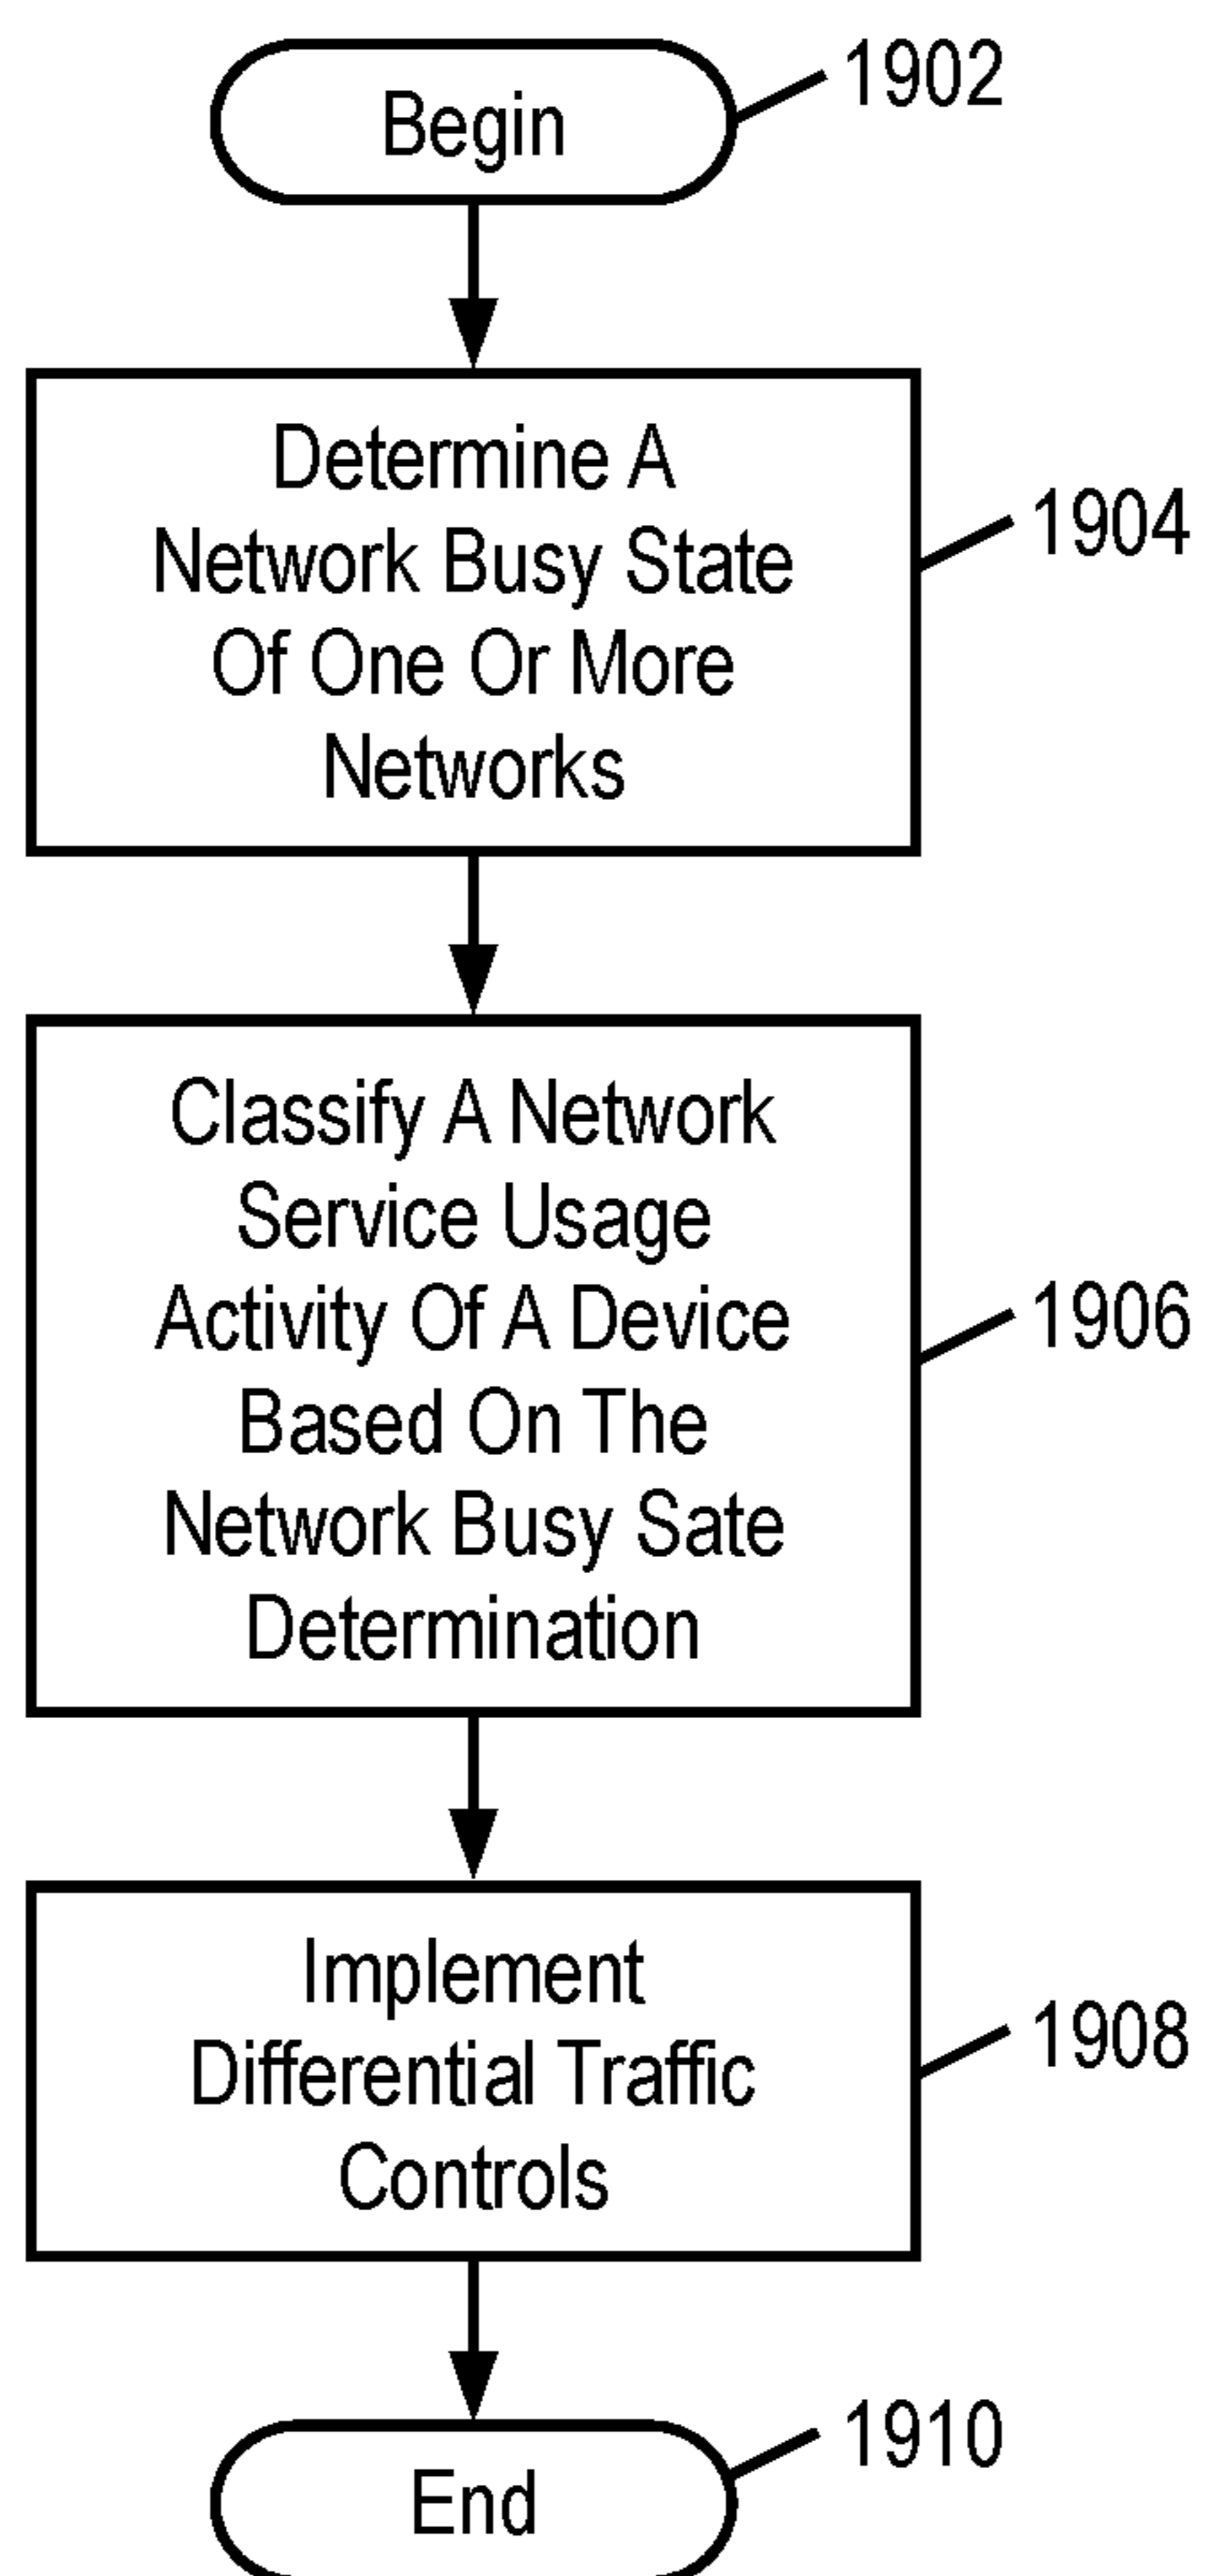 Begin
1902
Determine A
Network Busy State
Of One Or More
Networks
1904
Classify A Network
Service Usage
Activity Of A Device
Based On The
Network Busy Sate
Determination
1906
Implement
Differential Traffic
Controls
1908
End
1910